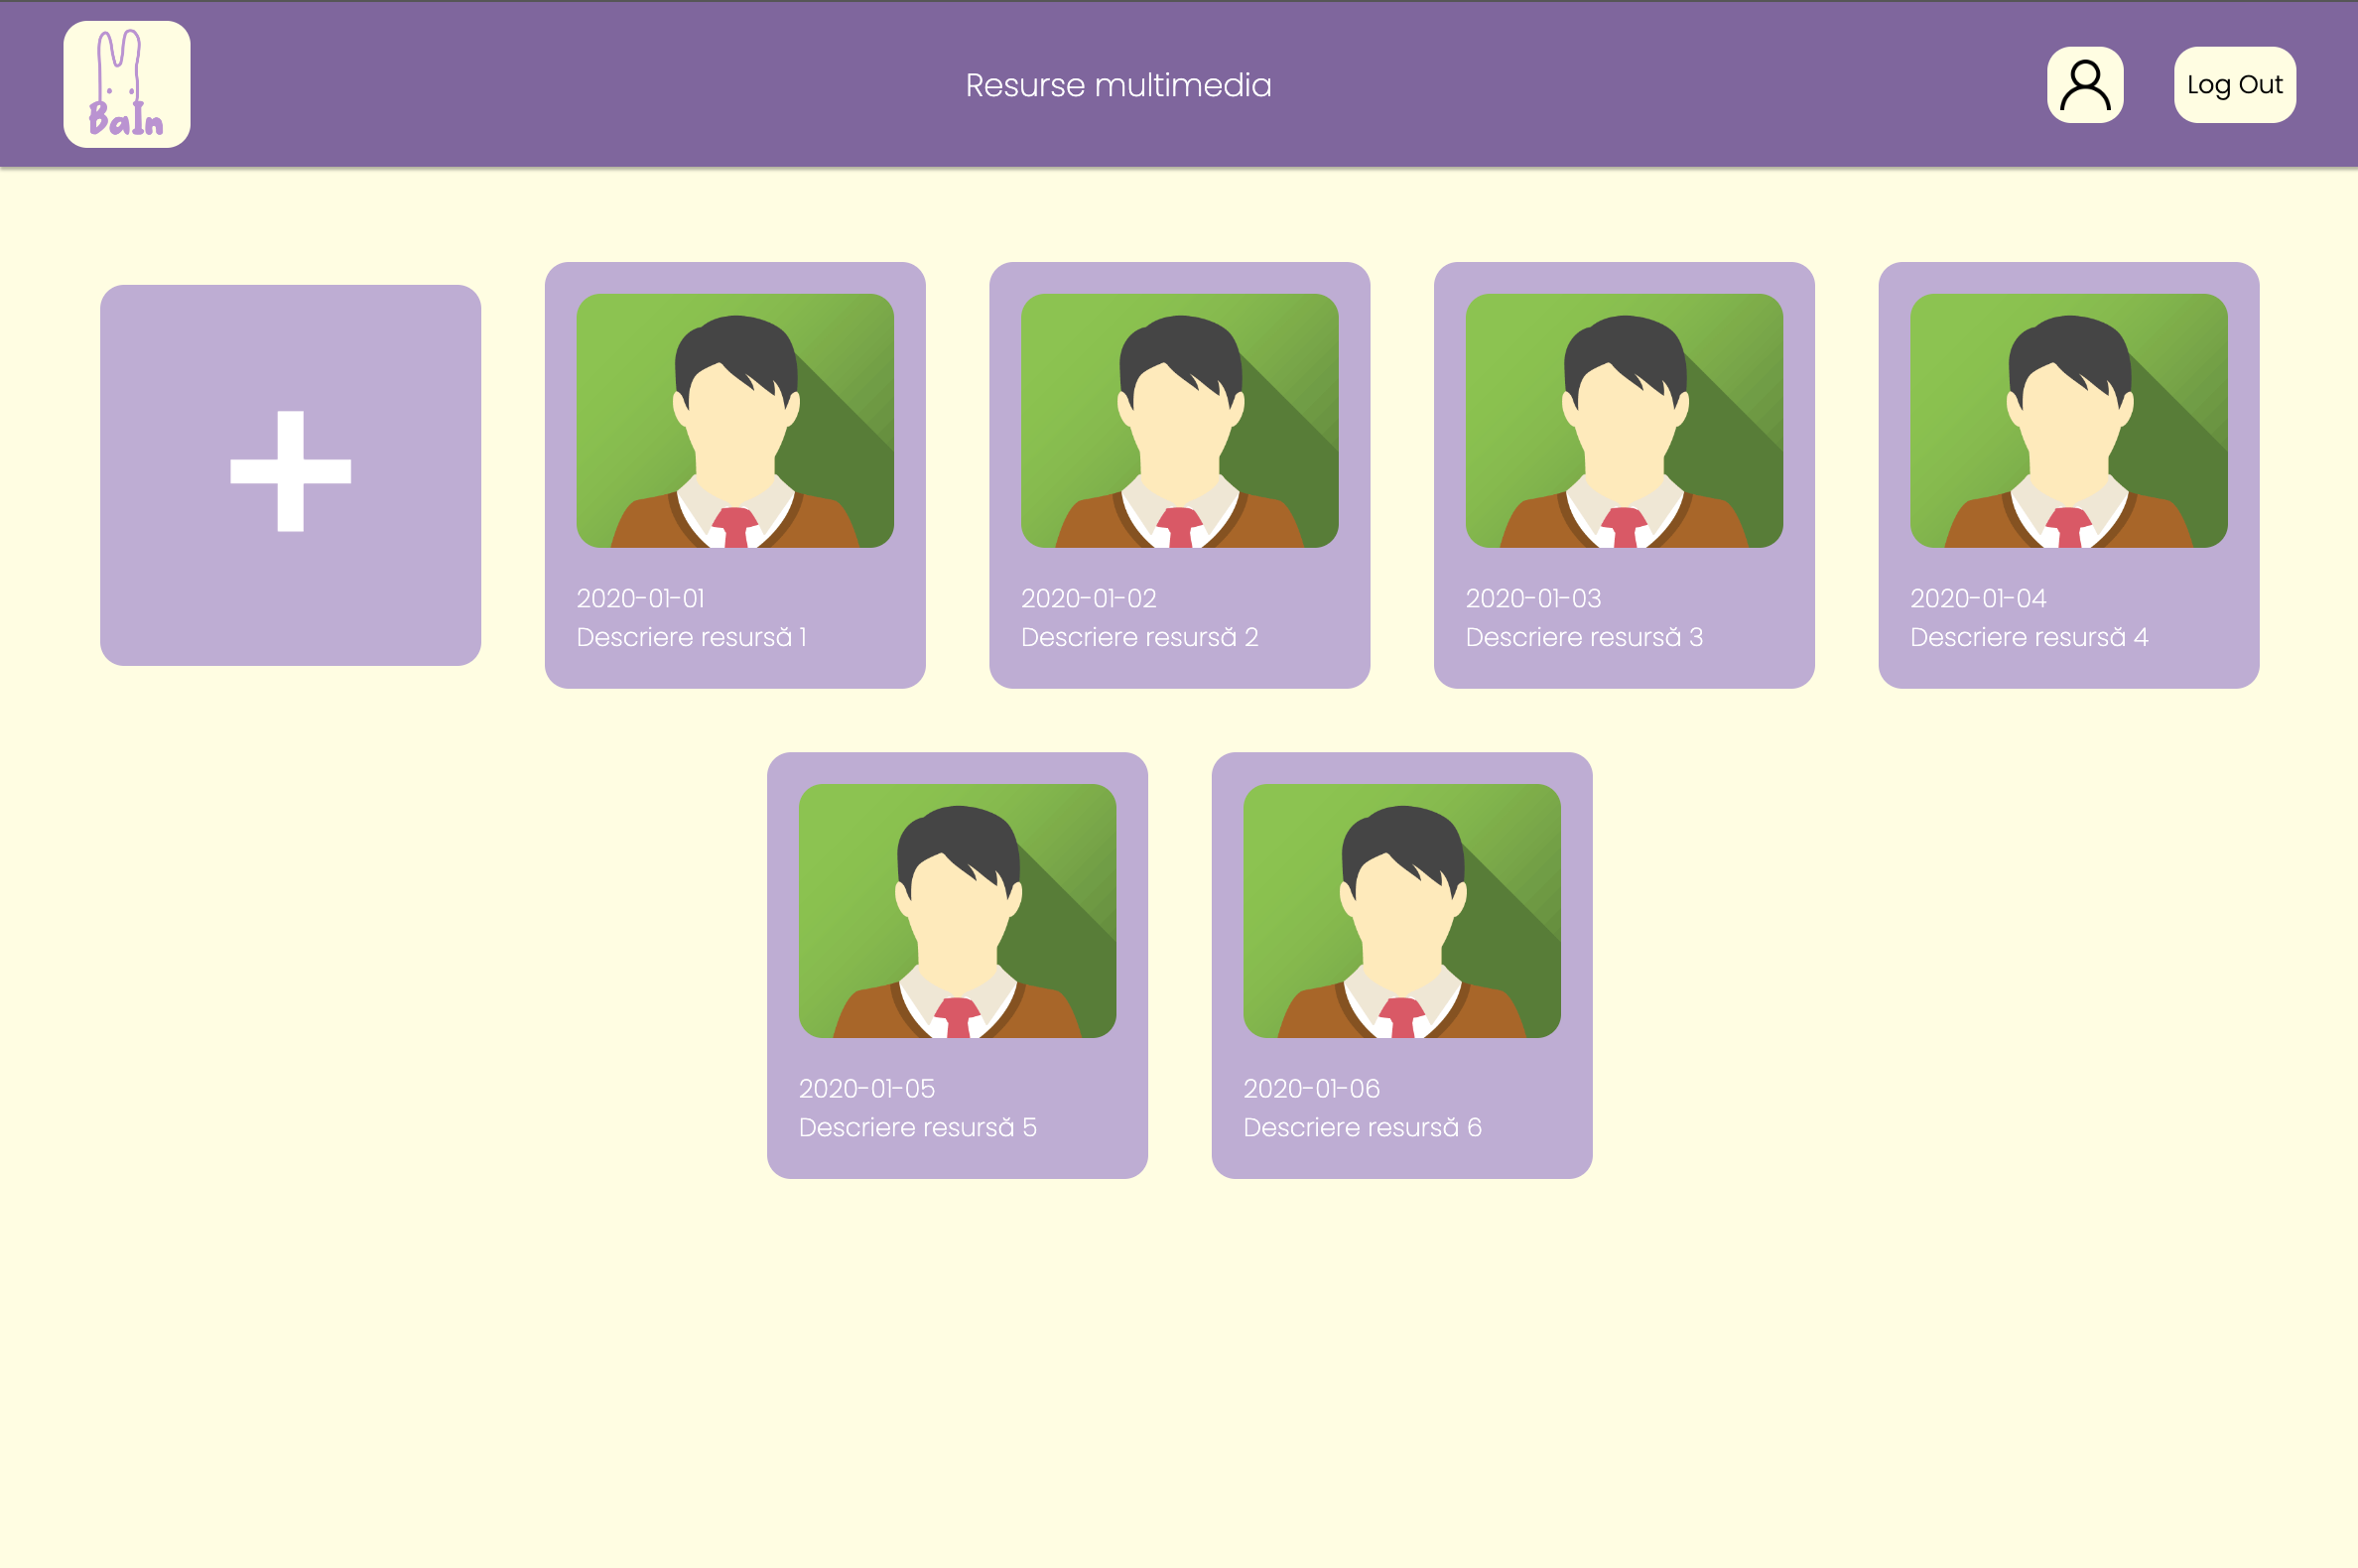 BaIn
Resurse multimedia
Log Out
2020-01-01
Descriere resursă 1
2020-01-02
Descriere resursă 2
2020-01-03
Descriere resursă 3
2020-01-04
Descriere resursă 4
2020-01-05
Descriere resursă 5
2020-01-06
Descriere resursă 6